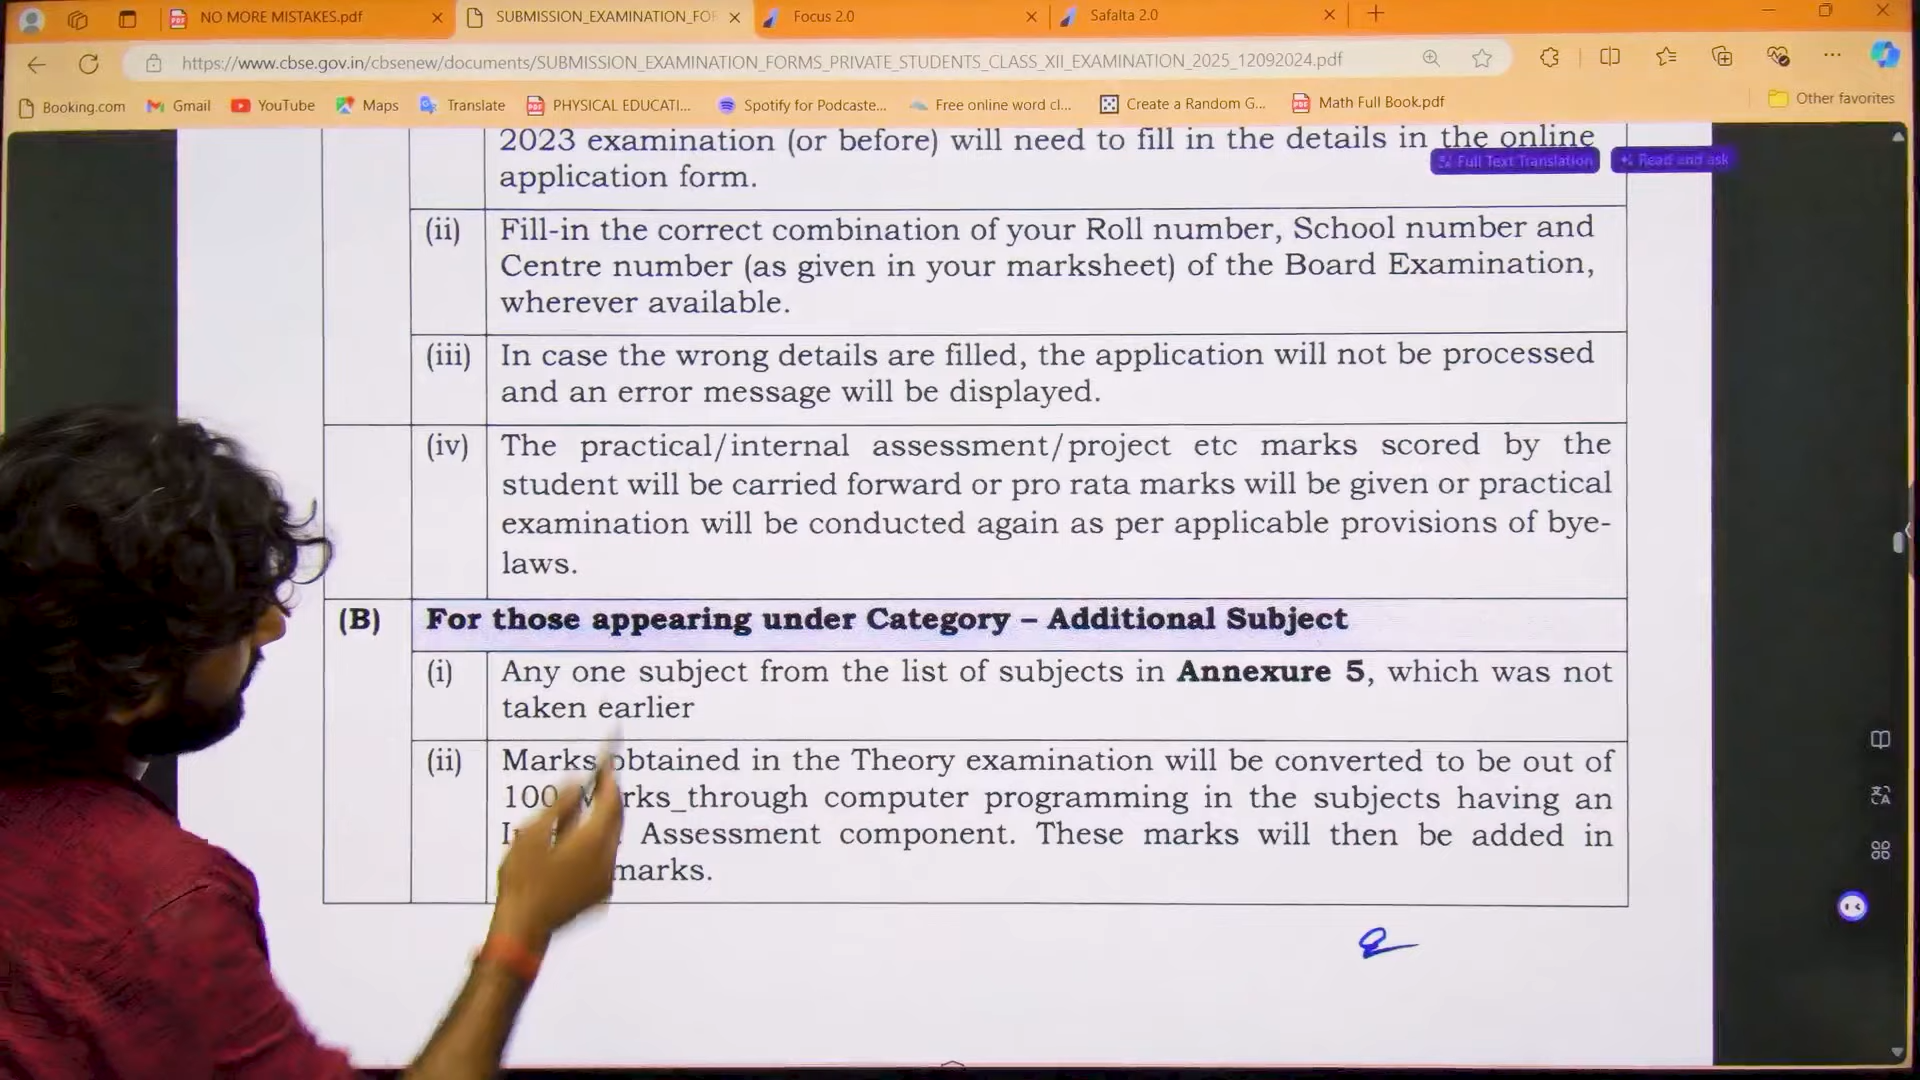 NO MORE MISTAKES.pdf
SUBMISSION_EXAMINATION_FO
Focus 2.0
Safalta 2.0
https://www.cbse.gov.in/cbsenew/documents/SUBMISSION_EXAMINATION_FORMS_PRIVATE_STUDENTS_CLASS_XII_EXAMINATION_2025_12092024.pdf
Booking.com
Gmail
YouTube
Maps
Translate
PHYSICAL EDUCATI...
Spotify for Podcaste...
Free online word cl...
Create a Random G...
Math Full Book.pdf
Other favorites
2023 examination (or before) will need to fill in the details in the online
Full Text Translation
Read and ask
application form.
(ii) Fill-in the correct combination of your Roll number, School number and
Centre number (as given in your marksheet) of the Board Examination,
wherever available.
(iii) In case the wrong details are filled, the application will not be processed
and an error message will be displayed.
(iv) The practical/internal assessment/project etc marks scored by the
student will be carried forward or pro rata marks will be given or practical
examination will be conducted again as per applicable provisions of bye-
laws.
(B) For those appearing under Category – Additional Subject
(i) Any one subject from the list of subjects in Annexure 5, which was not
taken earlier
(ii) Marks obtained in the Theory examination will be converted to be out of
100 through computer programming in the subjects having an
Assessment component. These marks will then be added in
marks.